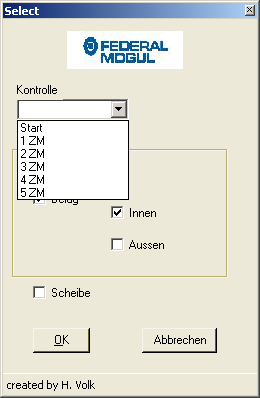 Select
FEDERAL
MOGUL
Kontrolle
Start
1 ZM
2 ZM
3 ZM
4 ZM
5 ZM
Belag
Innen
Aussen
Scheibe
OK
Abbrechen
created by H. Volk